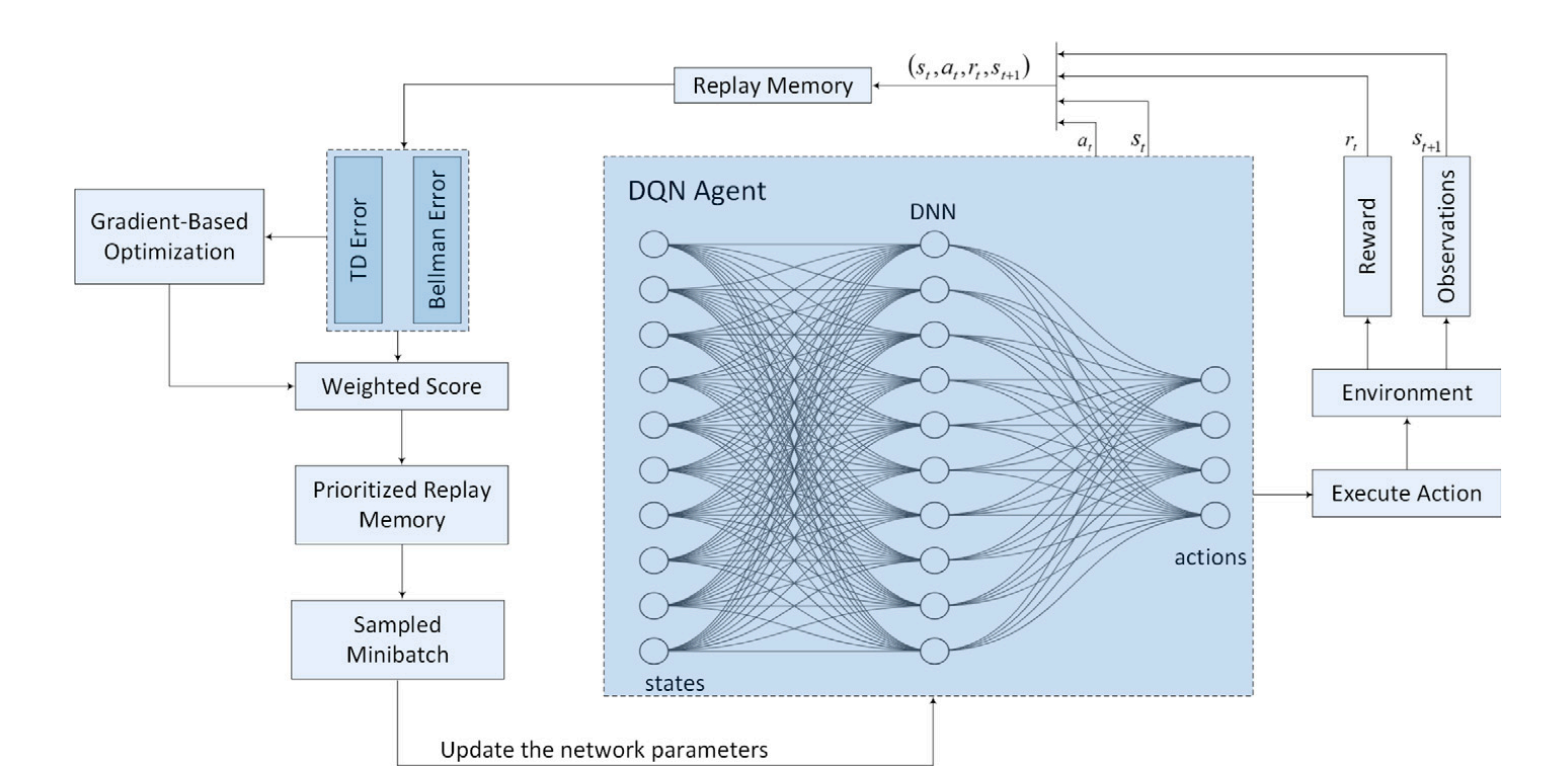 (s_t, a_t, r_t, s_{t+1})
Replay Memory
a_t
s_t
r_t
s_{t+1}
TD Error
Bellman Error
Gradient-Based
Optimization
DQN Agent
DNN
Reward
Observations
Weighted Score
Environment
Prioritized Replay
Memory
Execute Action
actions
Sampled
Minibatch
states
Update the network parameters